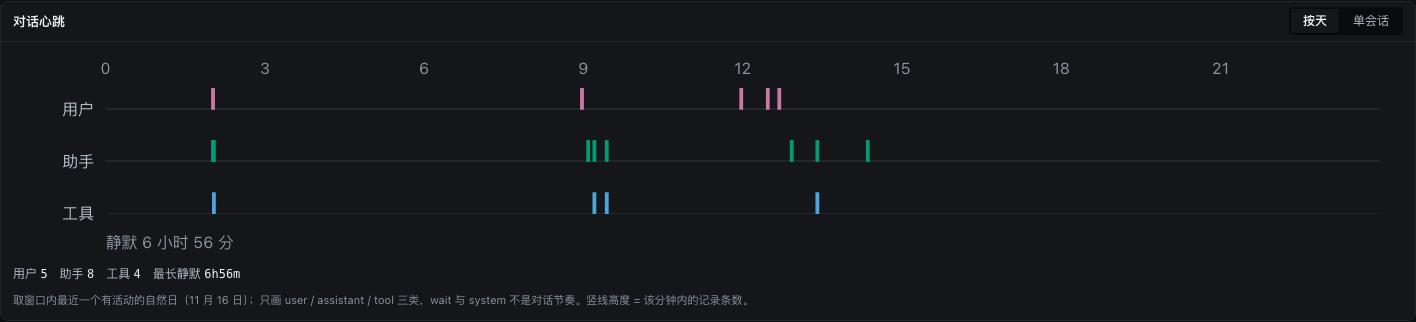 对话心跳
按天 单会话
0 3 6 9 12 15 18 21
用户
助手
工具
静默 6 小时 56 分
用户 5 助手 8 工具 4 最长静默 6h56m
取窗口内最近一个有活动的自然日（11 月 16 日）；只画 user / assistant / tool 三类，wait 与 system 不是对话节奏。竖线高度 = 该分钟内的记录条数。